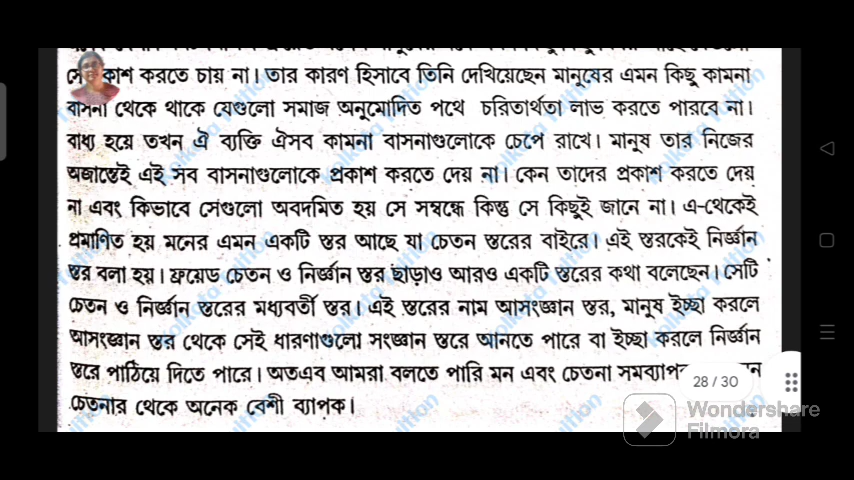 কাশ করতে চায় না। তার কারণ হিসাবে তিনি দেখিয়েছেন মানুষের এমন কিছু কামনা
বাসনা থেকে থাকে যেগুলো সমাজ অনুমোদিত পথে চরিতার্থতা লাভ করতে পারবে না।
বাধ্য হয়ে তখন ঐ ব্যক্তি ঐসব কামনা বাসনাগুলোকে চেপে রাখে। মানুষ তার নিজের
অজান্তেই এই সব বাসনাগুলোকে প্রকাশ করতে দেয় না। কেন তাদের প্রকাশ করতে দেয়
না এবং কিভাবে সেগুলো অবদমিত হয় সে সম্বন্ধে কিন্তু সে কিছুই জানে না। এ-থেকেই
প্রমাণিত হয় মনের এমন একটি স্তর আছে যা চেতন স্তরের বাইরে। এই স্তরকেই নির্জ্ঞান
স্তর বলা হয়। ফ্রয়েড চেতন ও নির্জ্ঞান স্তর ছাড়াও আরও একটি স্তরের কথা বলেছেন। সেটি
চেতন ও নির্জ্ঞান স্তরের মধ্যবর্তী স্তর। এই স্তরের নাম আসংজ্ঞান স্তর, মানুষ ইচ্ছা করলে
আসংজ্ঞান স্তর থেকে সেই ধারণাগুলো সংজ্ঞান স্তরে আনতে পারে বা ইচ্ছা করলে নির্জ্ঞান
স্তরে পাঠিয়ে দিতে পারে। অতএব আমরা বলতে পারি মন এবং চেতনা সমব্যাপ
28 / 30
চেতনার থেকে অনেক বেশী ব্যাপক।
Wondershare
Filmora
Kolkata Tuition